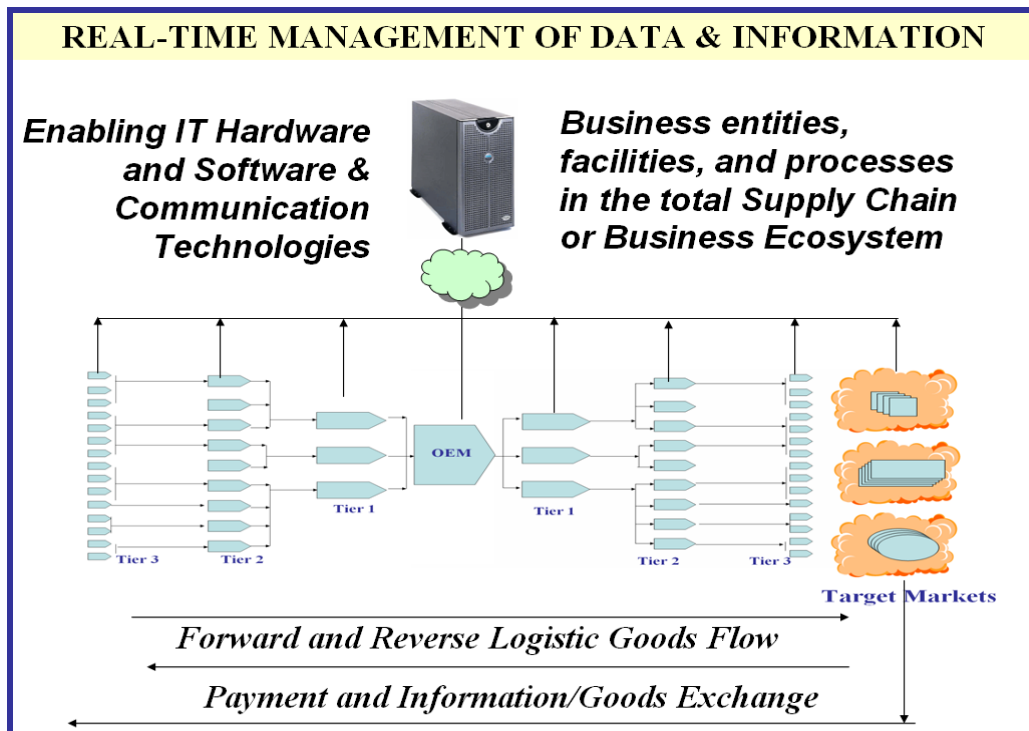 REAL-TIME MANAGEMENT OF DATA & INFORMATION
Enabling IT Hardware
and Software &
Communication
Technologies
Business entities,
facilities, and processes
in the total Supply Chain
or Business Ecosystem
OEM
Tier 1
Tier 1
Tier 3
Tier 2
Tier 2
Tier 3
Target Markets
Forward and Reverse Logistic Goods Flow
Payment and Information/Goods Exchange